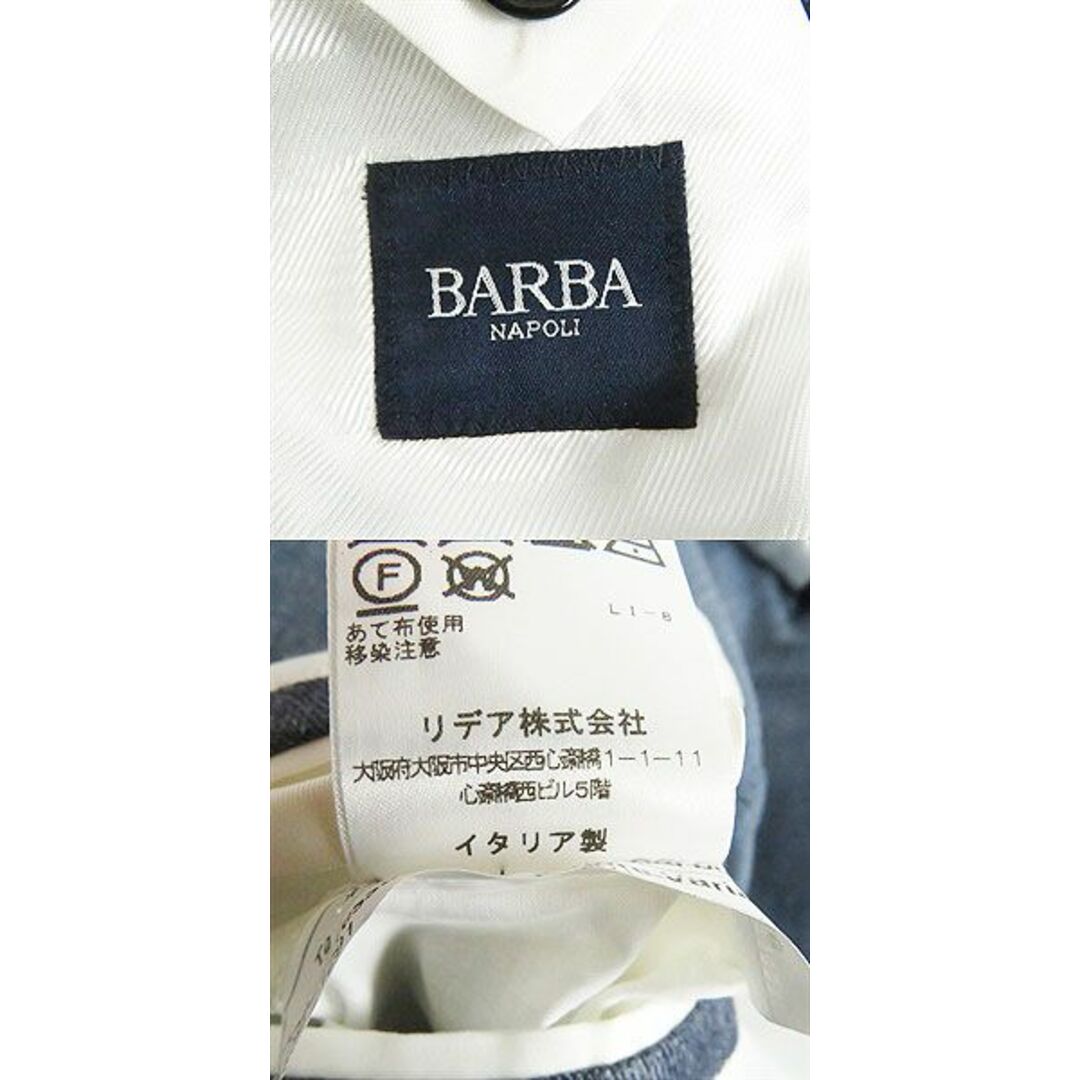 BARBA
NAPOLI
F
W
LI-8
あて布使用
移染注意
リデア株式会社
大阪府大阪市中央区西心斎橋1-1-11
心斎橋西ビル5階
イタリア製